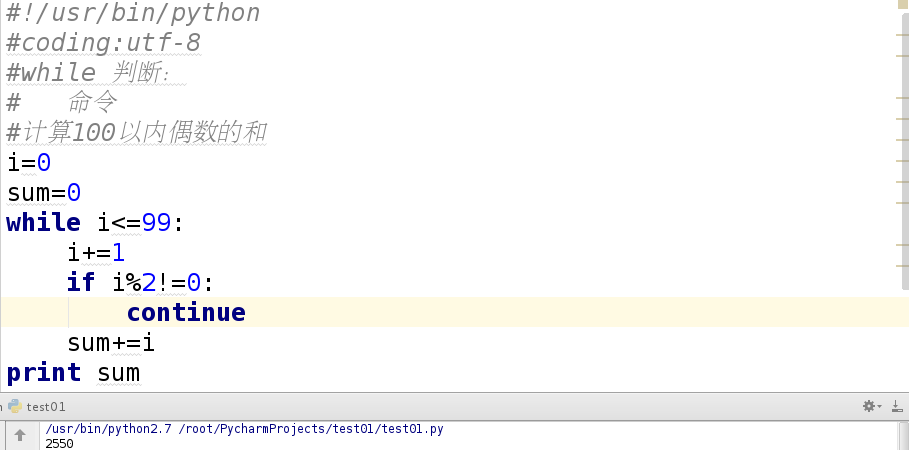 #!/usr/bin/python
#coding:utf-8
#while 判断：
#   命令
#计算100以内偶数的和
i=0
sum=0
while i<=99:
    i+=1
    if i%2!=0:
        continue
    sum+=i
print sum
test01
/usr/bin/python2.7 /root/PycharmProjects/test01/test01.py
2550